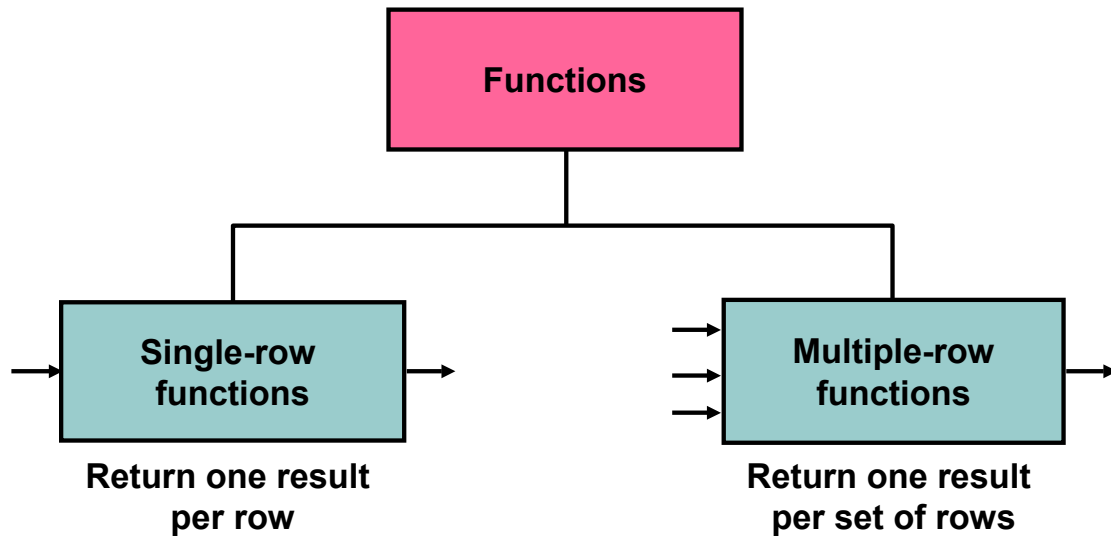 Functions
Single-row
functions
Multiple-row
functions
Return one result
per row
Return one result
per set of rows